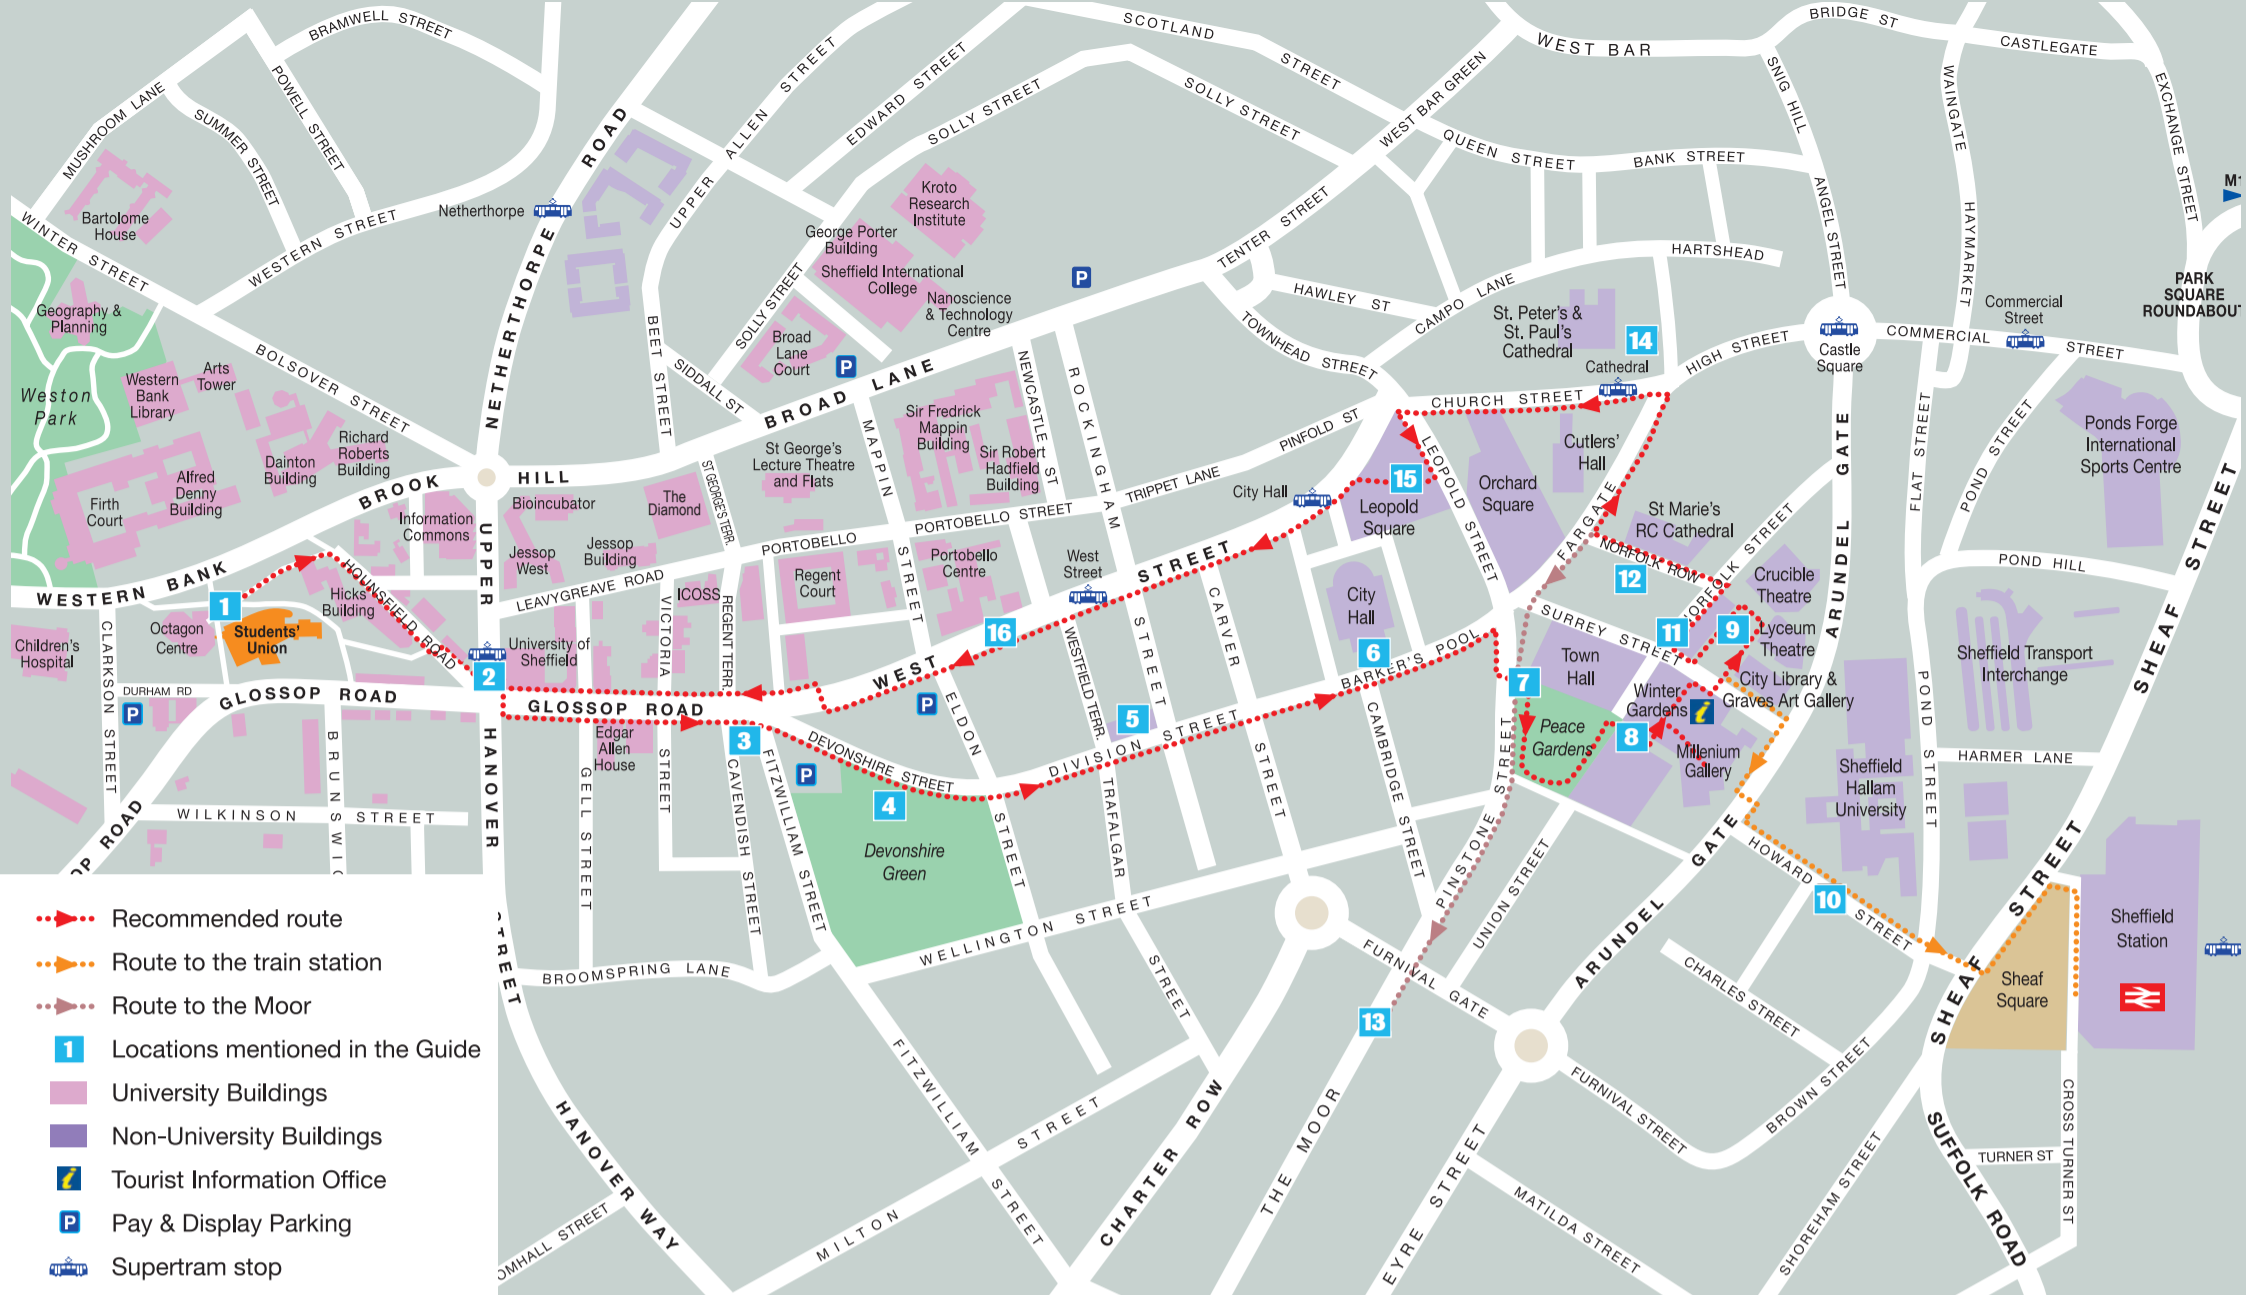 BRAMWELL STREET
POWELL STREET
MUSHROOM LANE
SUMMER STREET
WINTER STREET
WESTERN STREET
Bartolome
House
Geography &
Planning
Weston
Park
Western
Bank
Library
Arts
Tower
BOLSOVER STREET
Richard
Roberts
Building
Dainton
Building
Alfred
Denny
Building
Firth
Court
BROOK
HILL
WESTERN BANK
Information
Commons
HOUNSFIELD ROAD
Hicks
Building
1
Students'
Union
Octagon
Centre
Children's
Hospital
CLARKSON STREET
DURHAM RD
P
GLOSSOP ROAD
WILKINSON STREET
OP ROAD
2
University of
Sheffield
UPPER
HANOVER
STREET
NETHERTHORPE ROAD
Netherthorpe
UPPER ALLEN STREET
EDWARD STREET
SOLLY STREET
SCOTLAND STREET
SOLLY STREET
Kroto
Research
Institute
George Porter
Building
Sheffield International
College
Nanoscience
& Technology
Centre
SOLLY STREET
Broad
Lane
Court
P
P
BEET STREET
SIDDALL ST
BROAD LANE
Bioincubator
The
Diamond
Jessop
West
Jessop
Building
LEAVYGREAVE ROAD
ST GEORGE'S TERR.
St George's
Lecture Theatre
and Flats
MAPPIN STREET
Sir Fredrick
Mappin
Building
Sir Robert
Hadfield
Building
NEWCASTLE ST
ROCKINGHAM
STREET
PORTOBELLO
PORTOBELLO STREET
TRIPPET LANE
PINFOLD ST
Regent
Court
Portobello
Centre
ICOSS
VICTORIA
STREET
REGENT TERR.
West
Street
WEST STREET
16
GLOSSOP ROAD
Edgar
Allen
House
3
GELL STREET
CAVENDISH STREET
FITZWILLIAM STREET
DEVONSHIRE STREET
P
P
4
Devonshire
Green
ELDON
STREET
WESTFIELD TERR.
5
DIVISION STREET
TRAFALGAR
STREET
CARVER
STREET
WELLINGTON STREET
BROOMSPRING LANE
FITZWILLIAM
STREET
HANOVER WAY
OMHALL STREET
MILTON STREET
CHARTER ROW
THE MOOR
EYRE STREET
MATILDA STREET
FURNIVAL GATE
FURNIVAL STREET
13
CAMBRIDGE STREET
BARKER'S POOL
City
Hall
6
City Hall
15
Leopold
Square
LEOPOLD STREET
Orchard
Square
Cutlers'
Hall
FARGATE
CHURCH STREET
Cathedral
14
St. Peter's &
St. Paul's
Cathedral
CAMPO LANE
HAWLEY ST
TOWNHEAD STREET
TENTER STREET
WEST BAR GREEN
WEST BAR
QUEEN STREET
BANK STREET
HARTSHEAD
SNIG HILL
ANGEL STREET
BRIDGE ST
CASTLEGATE
WAINGATE
HAYMARKET
EXCHANGE STREET
M1
PARK
SQUARE
ROUNDABOUT
HIGH STREET
Castle
Square
Commercial
Street
COMMERCIAL STREET
St Marie's
RC Cathedral
NORFOLK ROW
12
NORFOLK STREET
Crucible
Theatre
11
9
Lyceum
Theatre
SURREY STREET
City Library &
Graves Art Gallery
Town
Hall
7
Peace
Gardens
8
Winter
Gardens
i
Millenium
Gallery
PINSTONE STREET
UNION STREET
ARUNDEL GATE
ARUNDEL GATE
FLAT STREET
POND STREET
POND STREET
POND HILL
Ponds Forge
International
Sports Centre
SHEAF STREET
SHEAF STREET
Sheffield Transport
Interchange
HARMER LANE
Sheffield
Hallam
University
HOWARD STREET
10
CHARLES STREET
BROWN STREET
SHOREHAM STREET
SUFFOLK ROAD
TURNER ST
CROSS TURNER ST
Sheaf
Square
Sheffield
Station
Recommended route
Route to the train station
Route to the Moor
1 Locations mentioned in the Guide
University Buildings
Non-University Buildings
i Tourist Information Office
P Pay & Display Parking
Supertram stop